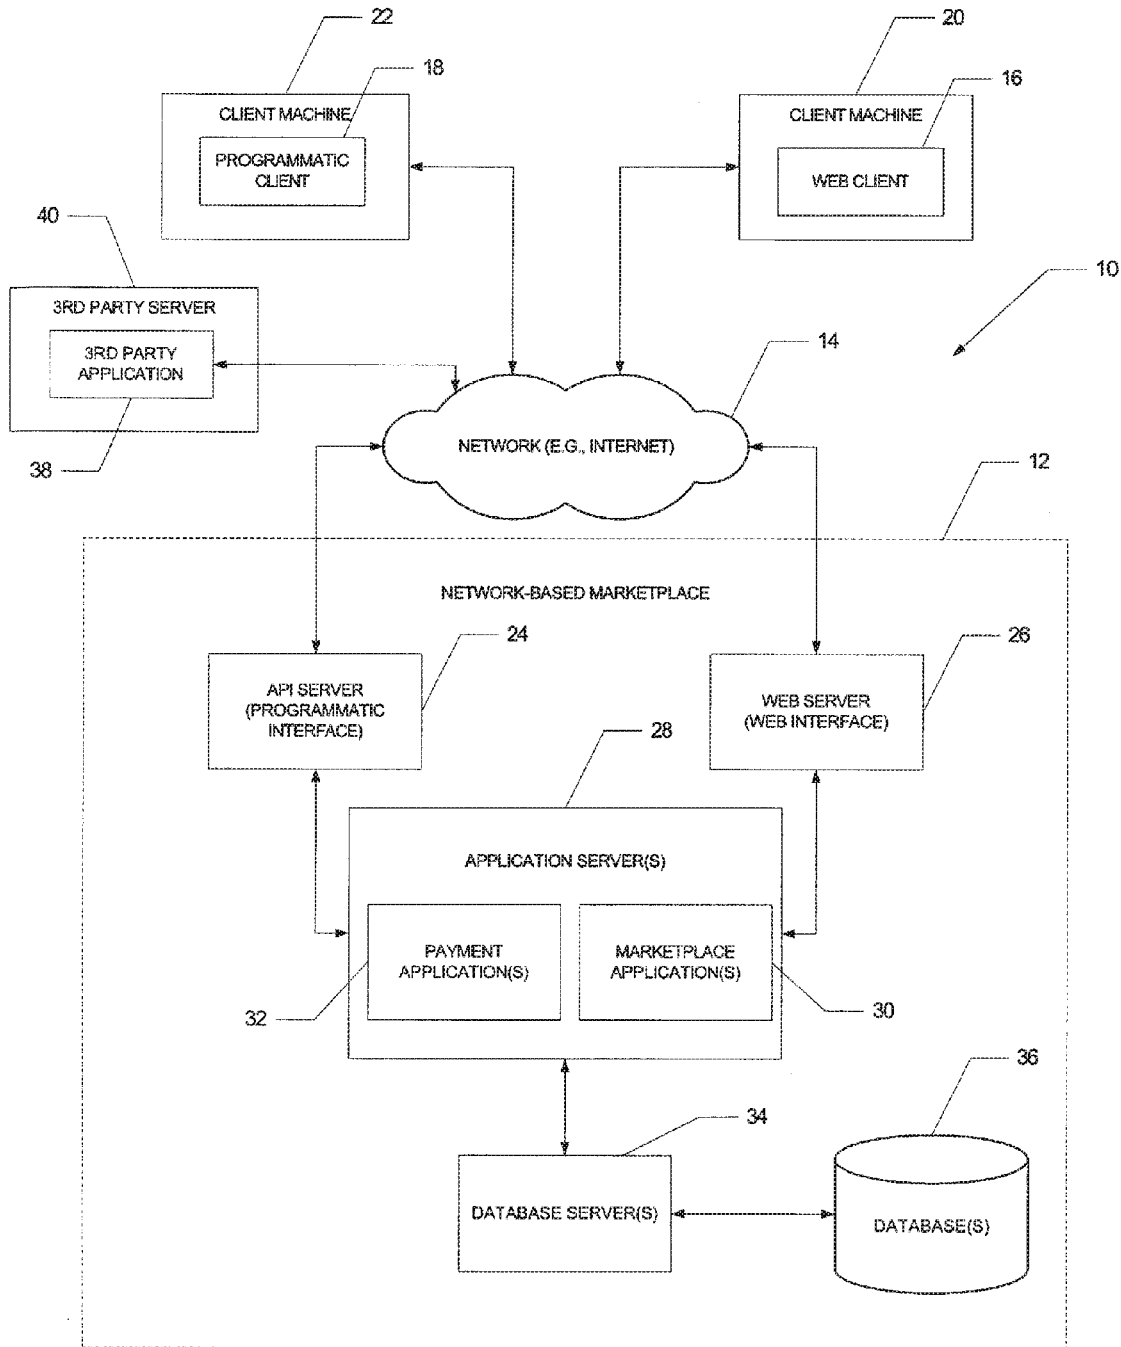 22
20
18
16
CLIENT MACHINE
PROGRAMMATIC
CLIENT
CLIENT MACHINE
WEB CLIENT
40
10
3RD PARTY SERVER
3RD PARTY
APPLICATION
38
14
NETWORK (E.G., INTERNET)
12
NETWORK-BASED MARKETPLACE
24
26
API SERVER
(PROGRAMMATIC
INTERFACE)
WEB SERVER
(WEB INTERFACE)
28
APPLICATION SERVER(S)
PAYMENT
APPLICATION(S)
MARKETPLACE
APPLICATION(S)
32
30
34
36
DATABASE SERVER(S)
DATABASE(S)